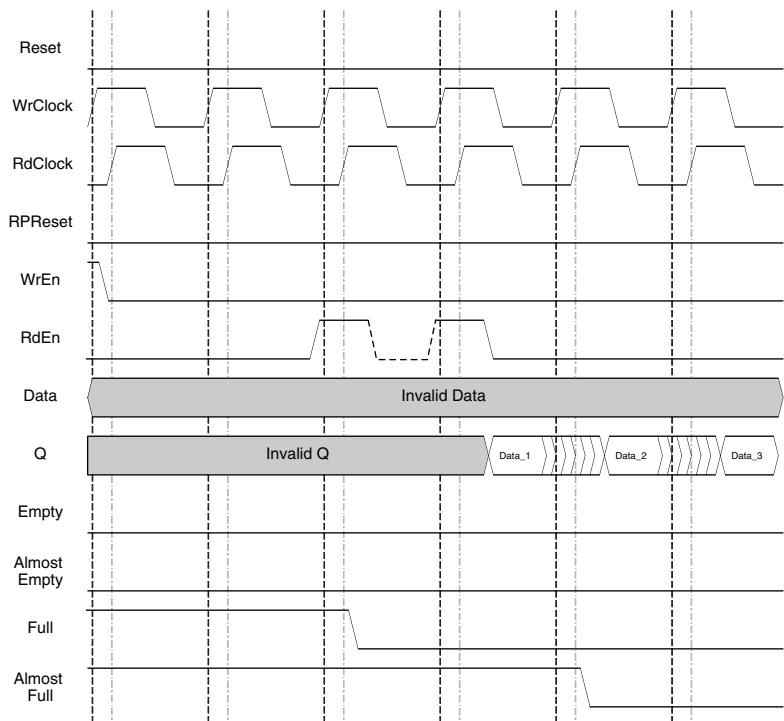 Reset
WrClock
RdClock
RPReset
WrEn
RdEn
Data
Invalid Data
Q
Invalid Q
Data_1
Data_2
Data_3
Empty
Almost
Empty
Full
Almost
Full